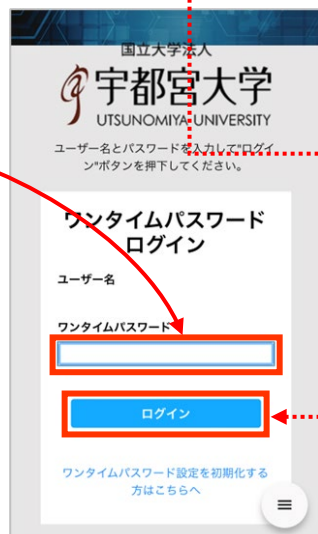 国立大学法人
宇都宮大学
UTSUNOMIYA UNIVERSITY
ユーザー名とパスワードを入力して"ログイ
ン"ボタンを押下してください。
ワンタイムパスワード
ログイン
ユーザー名
ワンタイムパスワード
ログイン
ワンタイムパスワード設定を初期化する
方はこちらへ